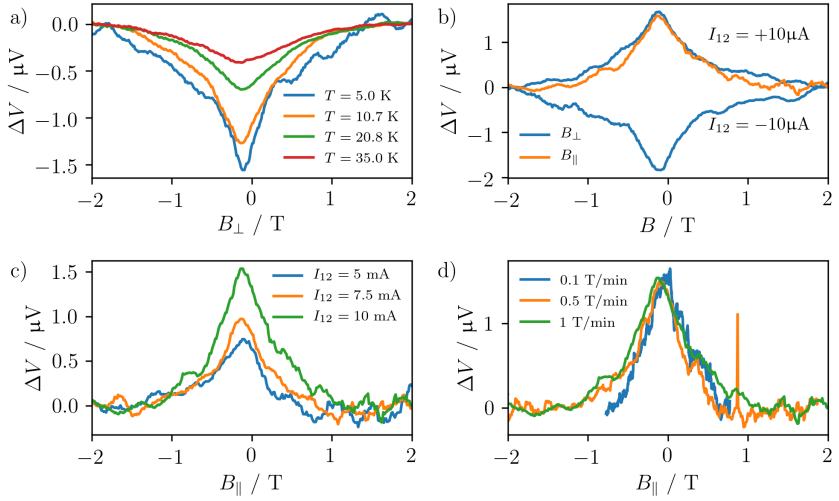 a)
ΔV / μV
0.0
−0.5
−1.0
−1.5
T = 5.0 K
T = 10.7 K
T = 20.8 K
T = 35.0 K
−2 −1 0 1 2
B⊥ / T
b)
ΔV / μV
1
0
−1
−2
I12 = +10μA
I12 = −10μA
B⊥
B∥
−2 −1 0 1 2
B / T
c)
ΔV / μV
1.5
1.0
0.5
0.0
I12 = 5 mA
I12 = 7.5 mA
I12 = 10 mA
−2 −1 0 1 2
B∥ / T
d)
ΔV / μV
1
0
0.1 T/min
0.5 T/min
1 T/min
−2 −1 0 1 2
B∥ / T